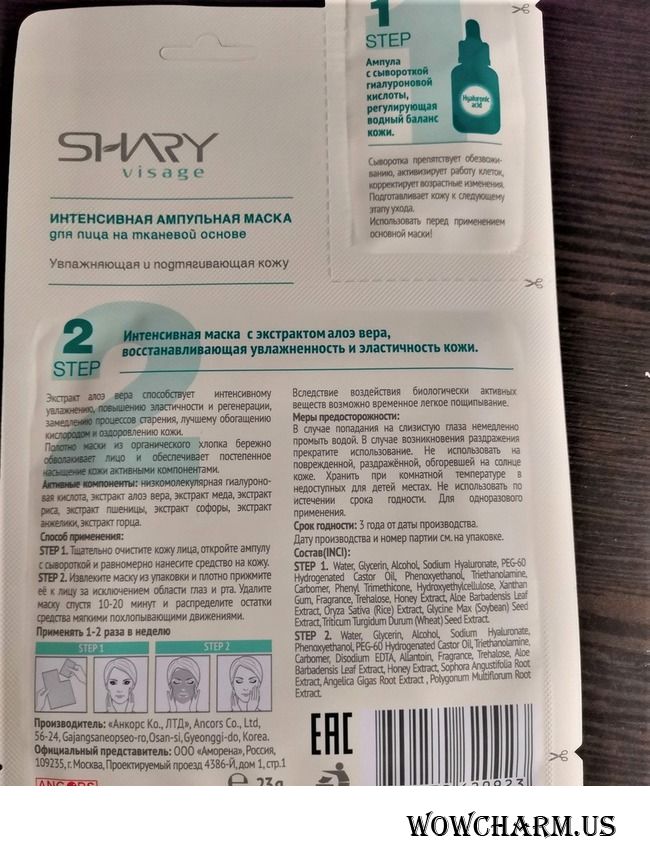 1
STEP
Ампула
с сывороткой
гиалуроновой
кислоты,
регулирующая
водный баланс
кожи.
Hyaluronic
acid
Сыворотка препятствует обезвожи-
ванию, активизирует работу клеток,
корректирует возрастные изменения.
Подготавливает кожу к следующему
этапу ухода.
Использовать перед применением
основной маски!
SHARY
visage
ИНТЕНСИВНАЯ АМПУЛЬНАЯ МАСКА
для лица на тканевой основе
Увлажняющая и подтягивающая кожу
2
STEP
Интенсивная маска с экстрактом алоэ вера,
восстанавливающая увлажненность и эластичность кожи.
Экстракт алоэ вера способствует интенсивному
увлажнению, повышению эластичности и регенерации,
замедлению процессов старения, лучшему обогащению
кислородом и оздоровлению кожи.
Полотно маски из органического хлопка бережно
обволакивает лицо и обеспечивает постепенное
насыщение кожи активными компонентами.
Активные компоненты: низкомолекулярная гиалуроно-
вая кислота, экстракт алоэ вера, экстракт меда, экстракт
риса, экстракт пшеницы, экстракт софоры, экстракт
анжелики, экстракт горца.
Способ применения:
STEP 1. Тщательно очистите кожу лица, откройте ампулу
с сывороткой и равномерно нанесите средство на кожу.
STEP 2. Извлеките маску из упаковки и плотно прижмите
её к лицу за исключением области глаз и рта. Удалите
маску спустя 10-20 минут и распределите остатки
средства мягкими похлопывающими движениями.
Применять 1-2 раза в неделю
STEP 1
STEP 2
Производитель: «Анкорс Ко., ЛТД», Ancors Co., Ltd,
56-24, Gajangsaneopseo-ro, Osan-si, Gyeonggi-do, Korea.
Официальный представитель: ООО «Аморена», Россия,
109235, г. Москва, Проектируемый проезд 4386-Й, дом 1, стр.1
ANCORS
℮ 23g
Вследствие воздействия биологически активных
веществ возможно временное легкое пощипывание.
Меры предосторожности:
В случае попадания на слизистую глаза немедленно
промыть водой. В случае возникновения раздражения
прекратите использование. Не использовать на
поврежденной, раздражённой, обгоревшей на солнце
коже. Хранить при комнатной температуре в
недоступных для детей местах. Не использовать по
истечении срока годности. Для одноразового
применения.
Срок годности: 3 года от даты производства.
Дату производства и номер партии см. на упаковке.
Состав(INCI):
STEP 1. Water, Glycerin, Alcohol, Sodium Hyaluronate, PEG-60
Hydrogenated Castor Oil, Phenoxyethanol, Triethanolamine,
Carbomer, Phenyl Trimethicone, Hydroxyethylcellulose, Xanthan
Gum, Fragrance, Trehalose, Honey Extract, Aloe Barbadensis Leaf
Extract, Oryza Sativa (Rice) Extract, Glycine Max (Soybean) Seed
Extract, Triticum Turgidum Durum (Wheat) Seed Extract.
STEP 2. Water, Glycerin, Alcohol, Sodium Hyaluronate,
Phenoxyethanol, PEG-60 Hydrogenated Castor Oil, Triethanolamine,
Carbomer, Disodium EDTA, Allantoin, Fragrance, Trehalose, Aloe
Barbadensis Leaf Extract, Honey Extract, Sophora Angustifolia Root
Extract, Angelica Gigas Root Extract , Polygonum Multiflorum Root
Extract.
EAC
WOWCHARM.US